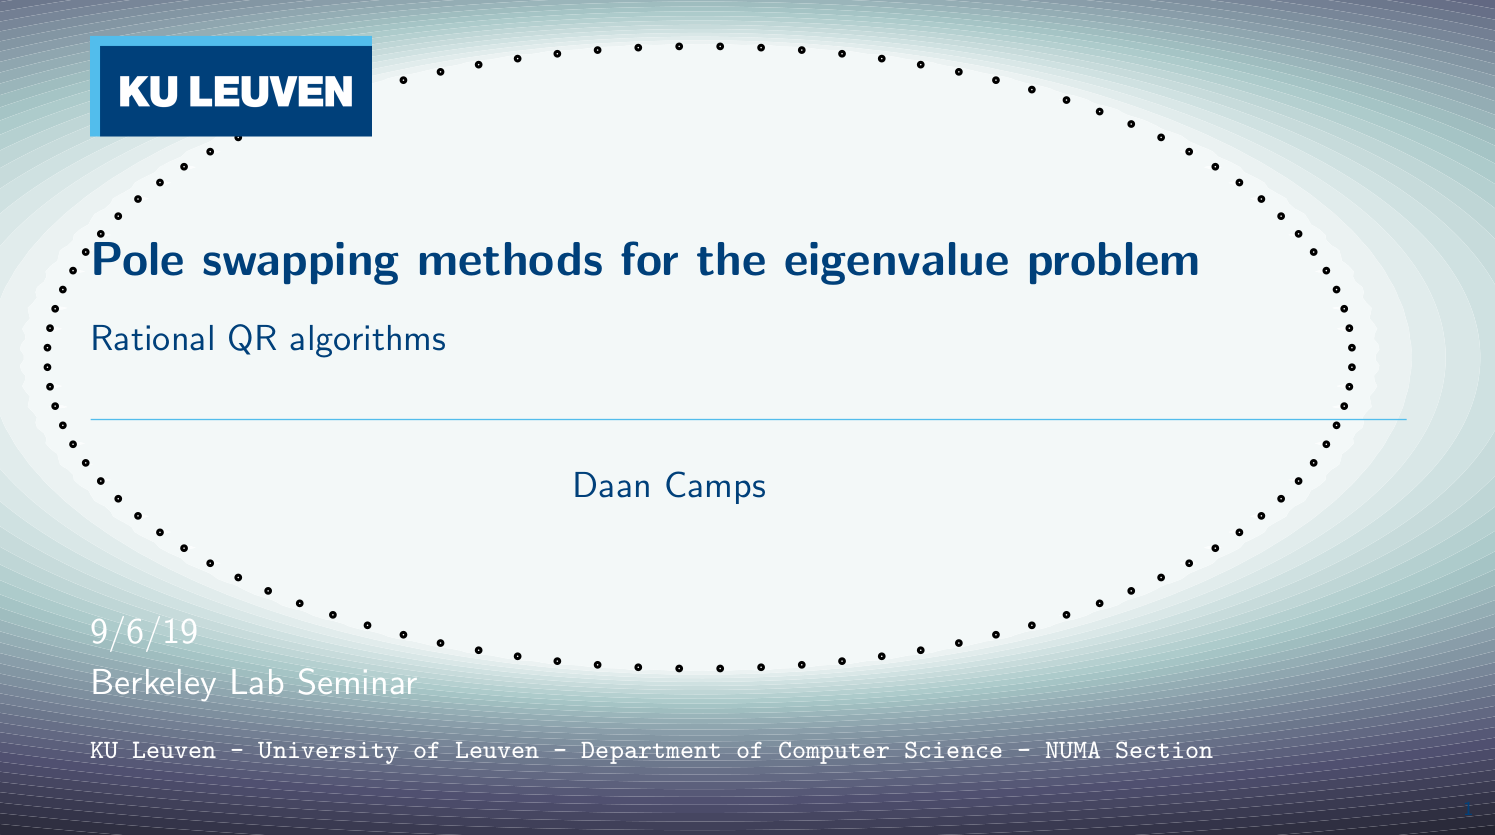 KU LEUVEN
Pole swapping methods for the eigenvalue problem
Rational QR algorithms
Daan Camps
9/6/19
Berkeley Lab Seminar
KU Leuven – University of Leuven – Department of Computer Science – NUMA Section
1